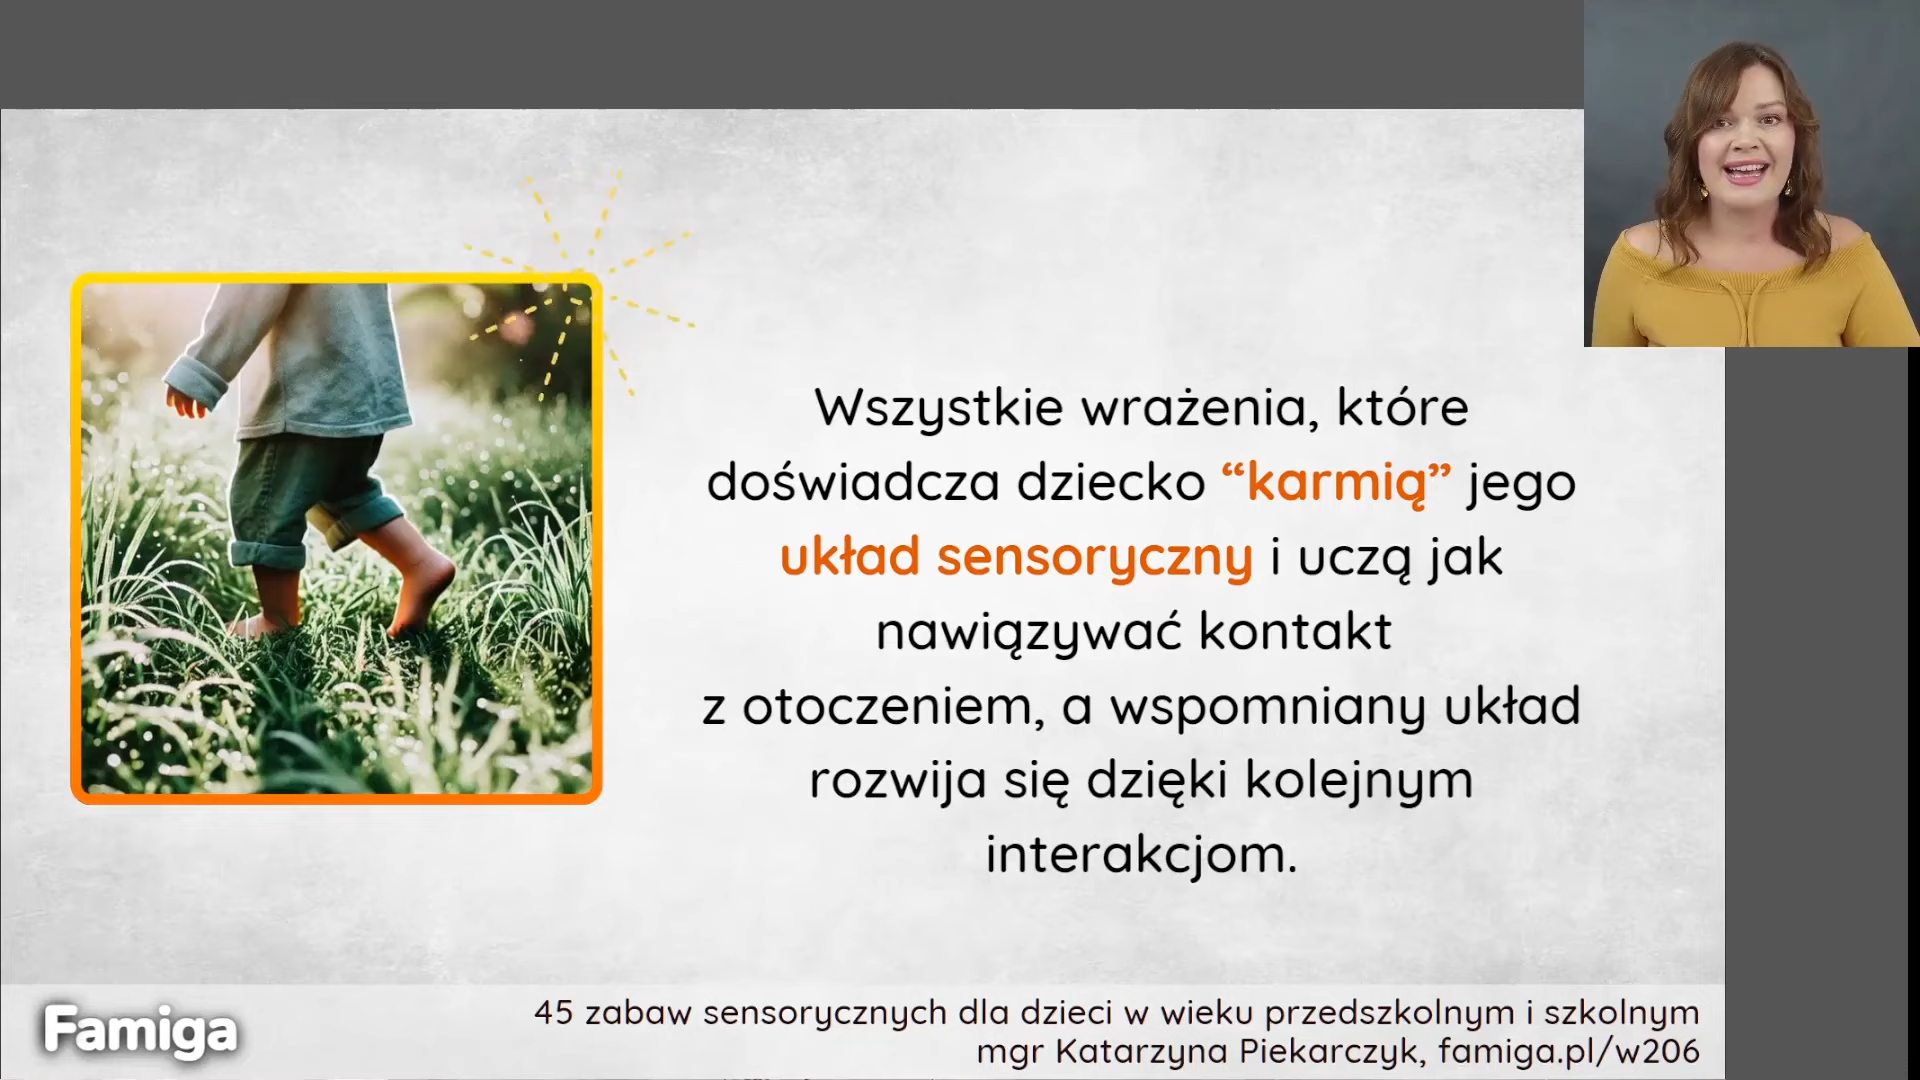 Wszystkie wrażenia, które
doświadcza dziecko “karmią” jego
układ sensoryczny i uczą jak
nawiązywać kontakt
z otoczeniem, a wspomniany układ
rozwija się dzięki kolejnym
interakcjom.
Famiga
45 zabaw sensorycznych dla dzieci w wieku przedszkolnym i szkolnym
mgr Katarzyna Piekarczyk, famiga.pl/w206